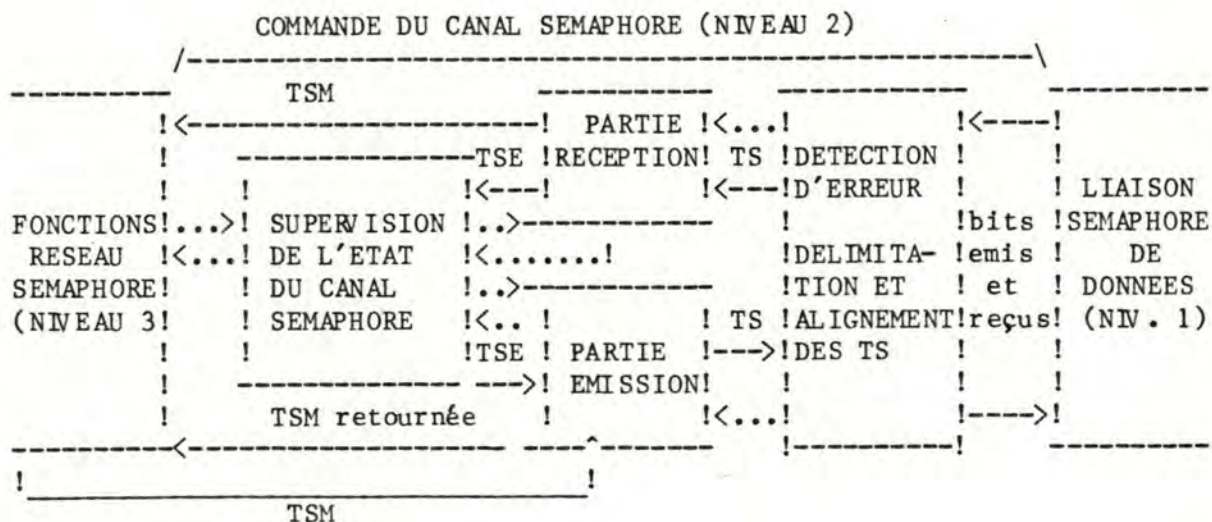 COMMANDE DU CANAL SEMAPHORE (NIVEAU 2)
/-------------------------------------------------\
----------     TSM              -----------     -----------     ----------
!<---------------------! PARTIE !<...!          !<----!
! --------------TSE !RECEPTION! TS !DETECTION !     !
! !             !<---!         !<---!D'ERREUR  !     ! LIAISON
FONCTIONS!...>! SUPERVISION !..>-----------     !          !bits !SEMAPHORE
RESEAU !<...! DE L'ETAT !<.......!     !DELIMITA- !emis ! DE
SEMAPHORE! ! DU CANAL !..>-----------     !TION ET !et ! DONNEES
(NIVEAU 3! ! SEMAPHORE !<.. !         ! TS !ALIGNEMENT!reçus! (NIV. 1)
! !             !TSE ! PARTIE !--->!DES TS !     !
! -------------- --->! EMISSION! !          !     !
! TSM retournée !         !<...!          !---->!
----------<-------------------- ---^-------     !-----------!     ----------
!___________________________________!
TSM